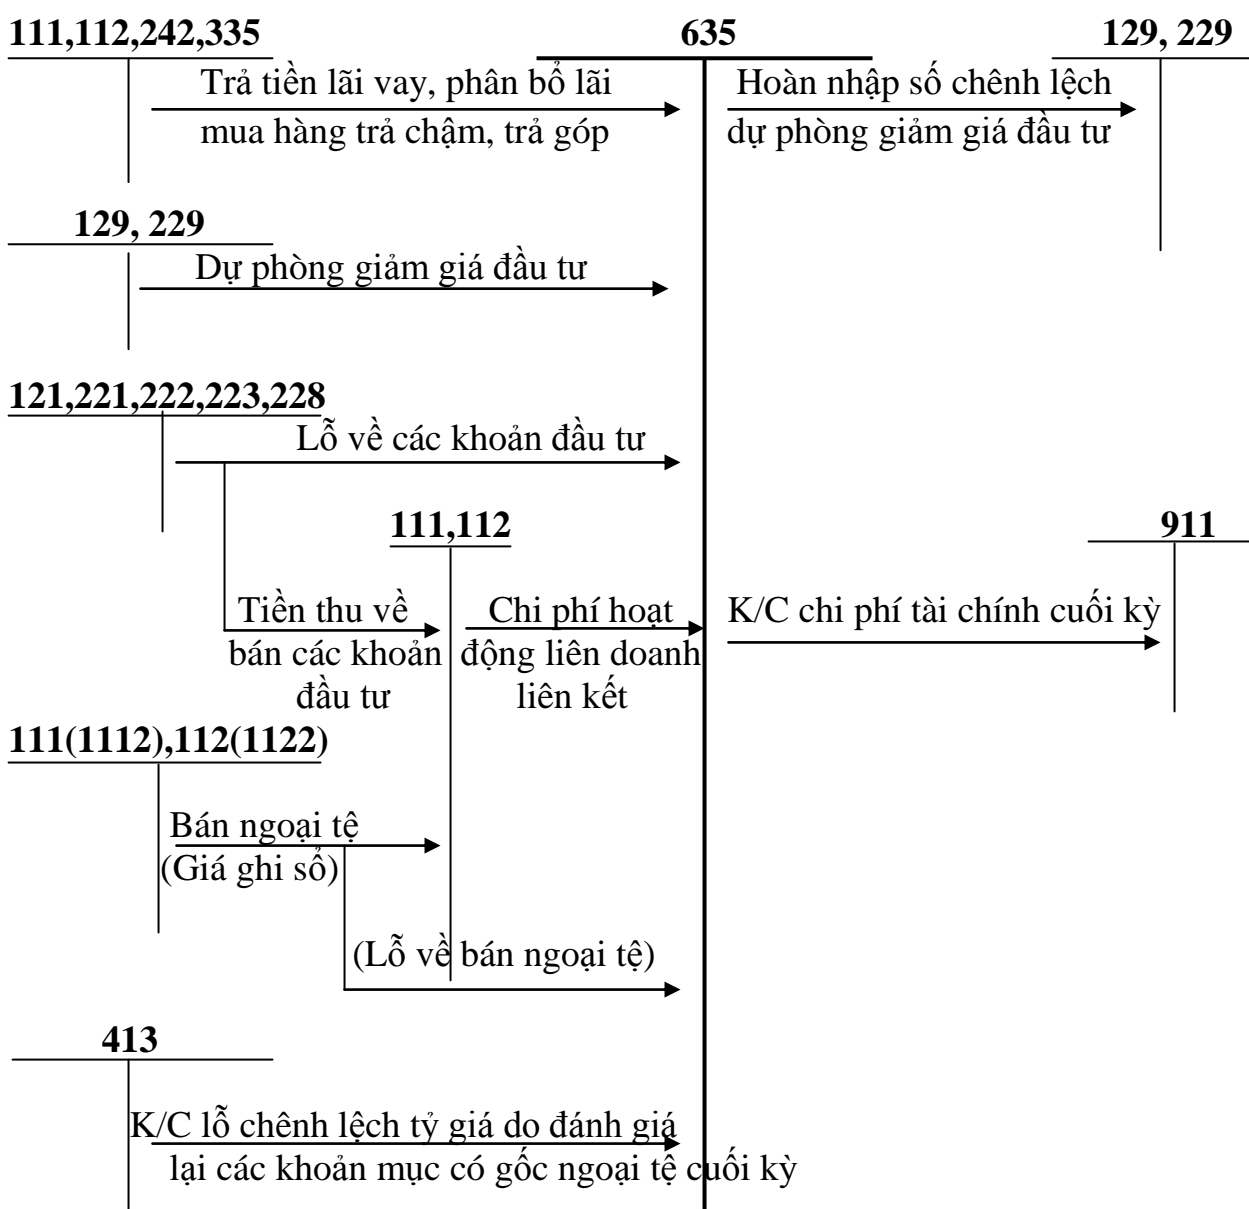 111,112,242,335
635
129, 229
Trả tiền lãi vay, phân bổ lãi
mua hàng trả chậm, trả góp
Hoàn nhập số chênh lệch
dự phòng giảm giá đầu tư
129, 229
Dự phòng giảm giá đầu tư
121,221,222,223,228
Lỗ về các khoản đầu tư
111,112
911
Tiền thu về
bán các khoản
đầu tư
Chi phí hoạt
động liên doanh
liên kết
K/C chi phí tài chính cuối kỳ
111(1112),112(1122)
Bán ngoại tệ
(Giá ghi sổ)
(Lỗ về bán ngoại tệ)
413
K/C lỗ chênh lệch tỷ giá do đánh giá
lại các khoản mục có gốc ngoại tệ cuối kỳ